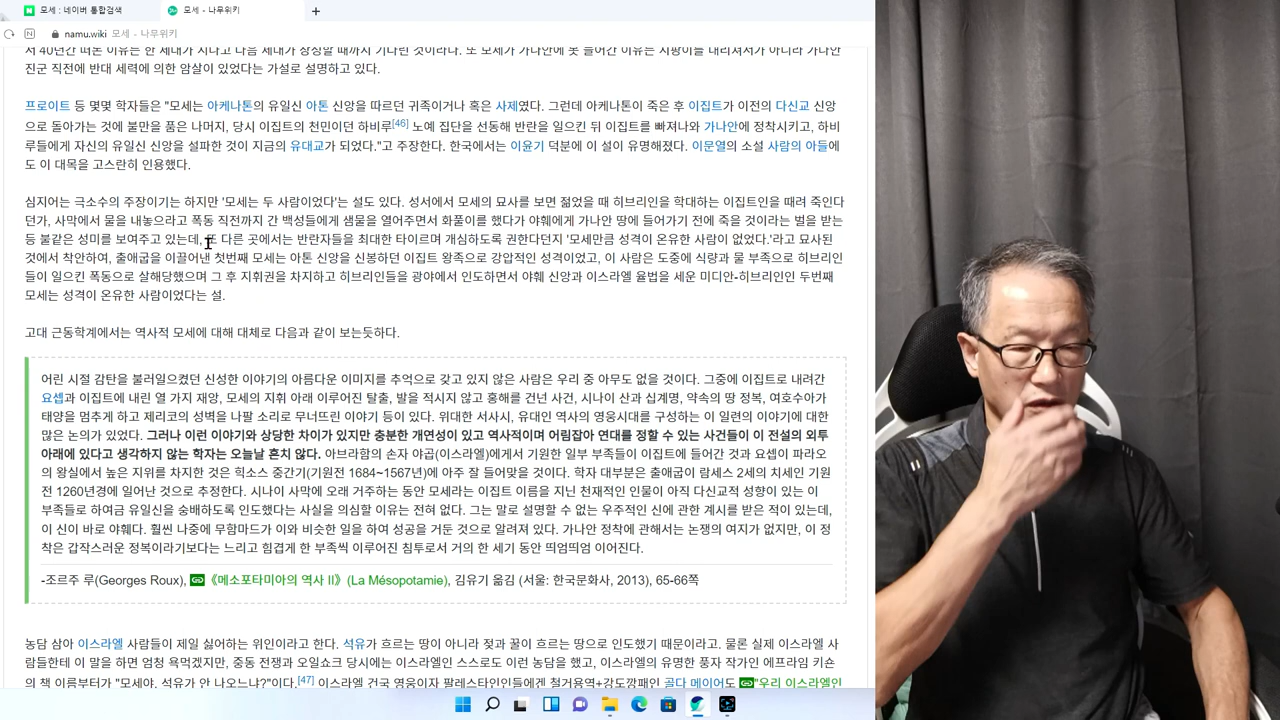 모세 : 네이버 통합검색
모세 - 나무위키
namu.wiki 모세 - 나무위키
서 40년간 떠돈 이유는 한 세대가 지나고 다음 세대가 장성할 때까지 기다린 것이라나. 또 모세가 가나안에 못 들어간 이유는 지팡이를 내리쳐서가 아니라 가나안
진군 직전에 반대 세력에 의한 암살이 있었다는 가설로 설명하고 있다.
프로이트 등 몇몇 학자들은 "모세는 아케나톤의 유일신 아톤 신앙을 따르던 귀족이거나 혹은 사제였다. 그런데 아케나톤이 죽은 후 이집트가 이전의 다신교 신앙
으로 돌아가는 것에 불만을 품은 나머지, 당시 이집트의 천민이던 하비루[46] 노예 집단을 선동해 반란을 일으킨 뒤 이집트를 빠져나와 가나안에 정착시키고, 하비
루들에게 자신의 유일신 신앙을 설파한 것이 지금의 유대교가 되었다."고 주장한다. 한국에서는 이윤기 덕분에 이 설이 유명해졌다. 이문열의 소설 사람의 아들에
도 이 대목을 고스란히 인용했다.
심지어는 극소수의 주장이기는 하지만 '모세는 두 사람이었다'는 설도 있다. 성서에서 모세의 묘사를 보면 젊었을 때 히브리인을 학대하는 이집트인을 때려 죽인다
던가, 사막에서 물을 내놓으라고 폭동 직전까지 간 백성들에게 샘물을 열어주면서 화풀이를 했다가 야훼에게 가나안 땅에 들어가기 전에 죽을 것이라는 벌을 받는
등 불같은 성미를 보여주고 있는데, 또 다른 곳에서는 반란자들을 최대한 타이르며 개심하도록 권한다던지 '모세만큼 성격이 온유한 사람이 없었다.'라고 묘사된
것에서 착안하여, 출애굽을 이끌어낸 첫번째 모세는 아톤 신앙을 신봉하던 이집트 왕족으로 강압적인 성격이었고, 이 사람은 도중에 식량과 물 부족으로 히브리인
들이 일으킨 폭동으로 살해당했으며 그 후 지휘권을 차지하고 히브리인들을 광야에서 인도하면서 야훼 신앙과 이스라엘 율법을 세운 미디안-히브리인인 두번째
모세는 성격이 온유한 사람이었다는 설.
고대 근동학계에서는 역사적 모세에 대해 대체로 다음과 같이 보는듯하다.
어린 시절 감탄을 불러일으켰던 신성한 이야기의 아름다운 이미지를 추억으로 갖고 있지 않은 사람은 우리 중 아무도 없을 것이다. 그중에 이집트로 내려간
요셉과 이집트에 내린 열 가지 재앙, 모세의 지휘 아래 이루어진 탈출, 발을 적시지 않고 홍해를 건넌 사건, 시나이 산과 십계명, 약속의 땅 정복, 여호수아가
태양을 멈추게 하고 제리코의 성벽을 나팔 소리로 무너뜨린 이야기 등이 있다. 위대한 서사시, 유대인 역사의 영웅시대를 구성하는 이 일련의 이야기에 대한
많은 논의가 있었다. 그러나 이런 이야기와 상당한 차이가 있지만 충분한 개연성이 있고 역사적이며 어림잡아 연대를 정할 수 있는 사건들이 이 전설의 외투
아래에 있다고 생각하지 않는 학자는 오늘날 흔치 않다. 아브라함의 손자 야곱(이스라엘)에게서 기원한 일부 부족들이 이집트에 들어간 것과 요셉이 파라오
의 왕실에서 높은 지위를 차지한 것은 힉소스 중간기(기원전 1684~1567년)에 아주 잘 들어맞을 것이다. 학자 대부분은 출애굽이 람세스 2세의 치세인 기원
전 1260년경에 일어난 것으로 추정한다. 시나이 사막에 오래 거주하는 동안 모세라는 이집트 이름을 지닌 천재적인 인물이 아직 다신교적 성향이 있는 이
부족들로 하여금 유일신을 숭배하도록 인도했다는 사실을 의심할 이유는 전혀 없다. 그는 말로 설명할 수 없는 우주적인 신에 관한 계시를 받은 적이 있는데,
이 신이 바로 야훼다. 훨씬 나중에 무함마드가 이와 비슷한 일을 하여 성공을 거둔 것으로 알려져 있다. 가나안 정착에 관해서는 논쟁의 여지가 없지만, 이 정
착은 갑작스러운 정복이라기보다는 느리고 힘겹게 한 부족씩 이루어진 침투로서 거의 한 세기 동안 띄엄띄엄 이어진다.
-조르주 루(Georges Roux), 《메소포타미아의 역사 II》(La Mésopotamie), 김유기 옮김 (서울: 한국문화사, 2013), 65-66쪽
농담 삼아 이스라엘 사람들이 제일 싫어하는 위인이라고 한다. 석유가 흐르는 땅이 아니라 젖과 꿀이 흐르는 땅으로 인도했기 때문이라고. 물론 실제 이스라엘 사
람들한테 이 말을 하면 엄청 욕먹겠지만, 중동 전쟁과 오일쇼크 당시에는 이스라엘인 스스로도 이런 농담을 했고, 이스라엘의 유명한 풍자 작가인 에프라임 키숀
의 책 이름부터가 "모세야, 석유가 안 나오느냐?"이다.[47] 이스라엘 건국 영웅이자 팔레스타인인들에겐 철거용역+강도깡패인 골다 메이어도 "우리 이스라엘인